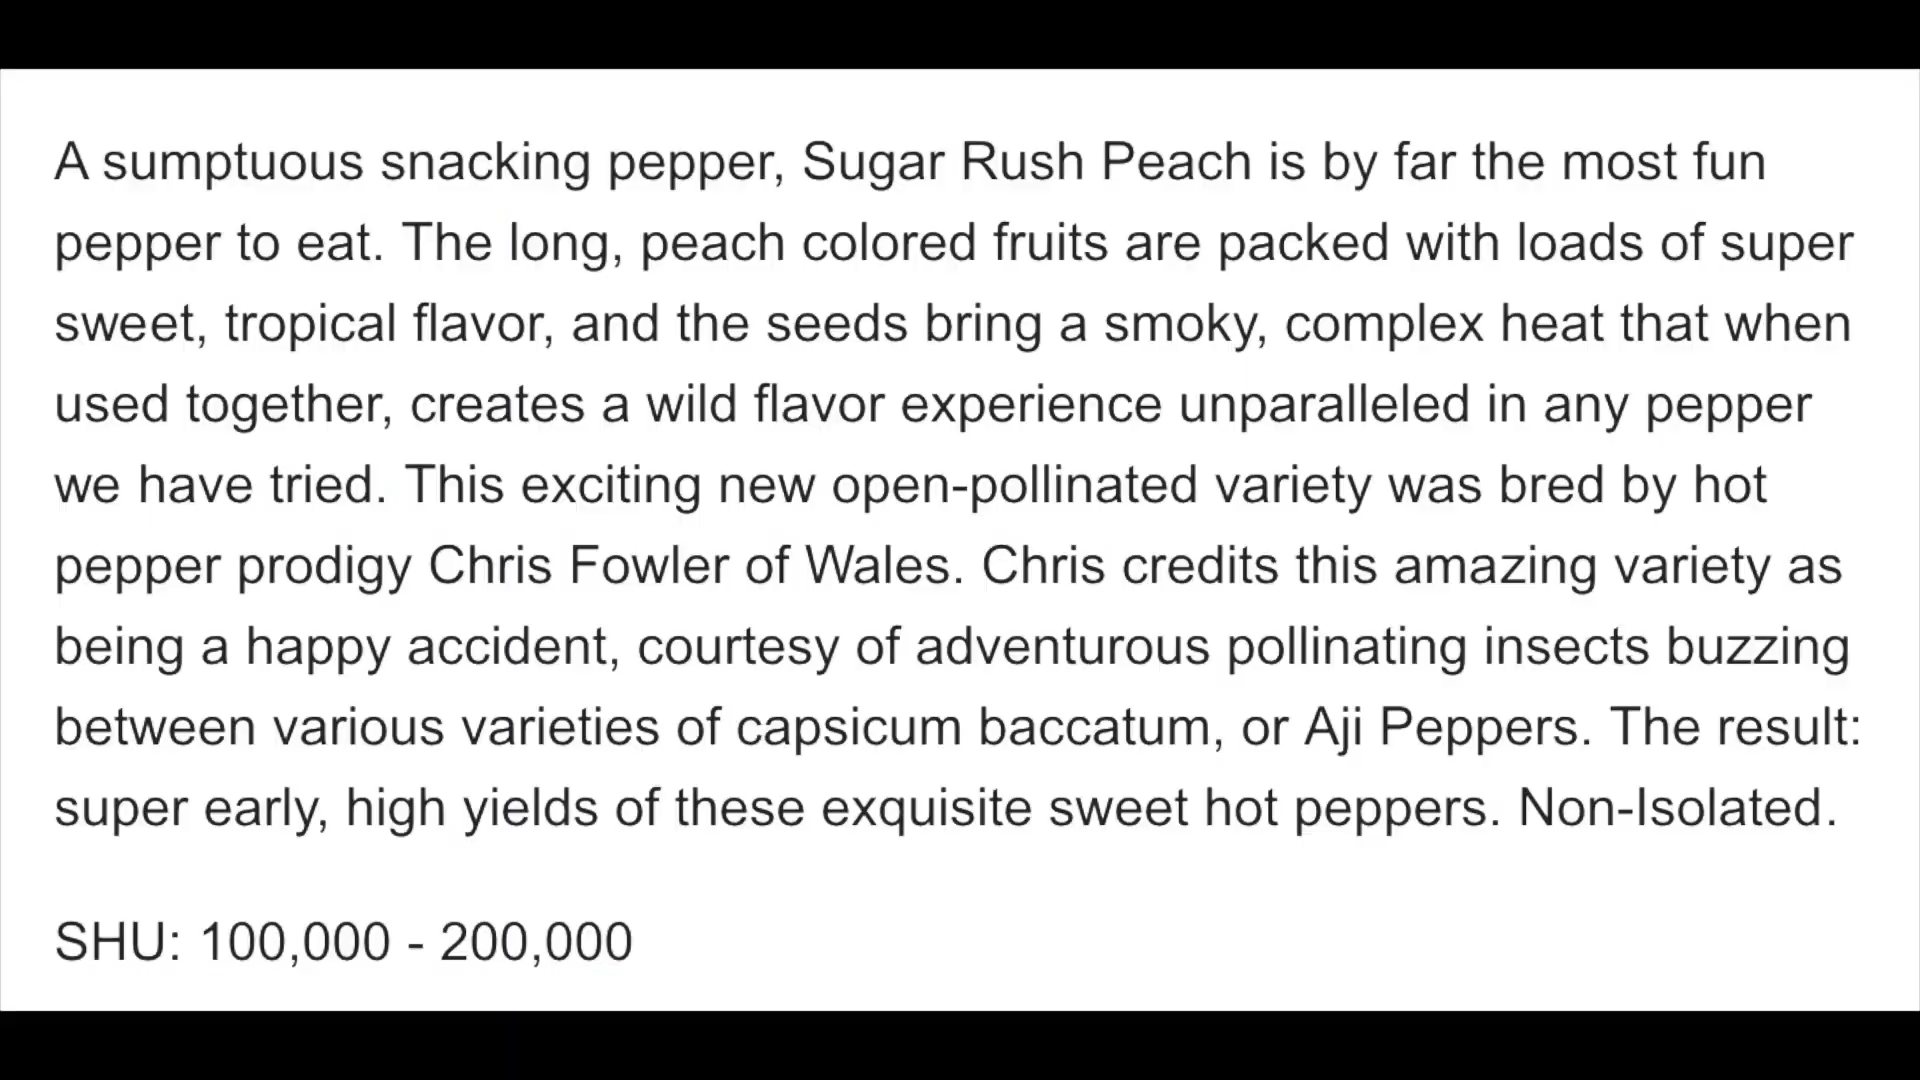 A sumptuous snacking pepper, Sugar Rush Peach is by far the most fun
pepper to eat. The long, peach colored fruits are packed with loads of super
sweet, tropical flavor, and the seeds bring a smoky, complex heat that when
used together, creates a wild flavor experience unparalleled in any pepper
we have tried. This exciting new open-pollinated variety was bred by hot
pepper prodigy Chris Fowler of Wales. Chris credits this amazing variety as
being a happy accident, courtesy of adventurous pollinating insects buzzing
between various varieties of capsicum baccatum, or Aji Peppers. The result:
super early, high yields of these exquisite sweet hot peppers. Non-Isolated.
SHU: 100,000 - 200,000